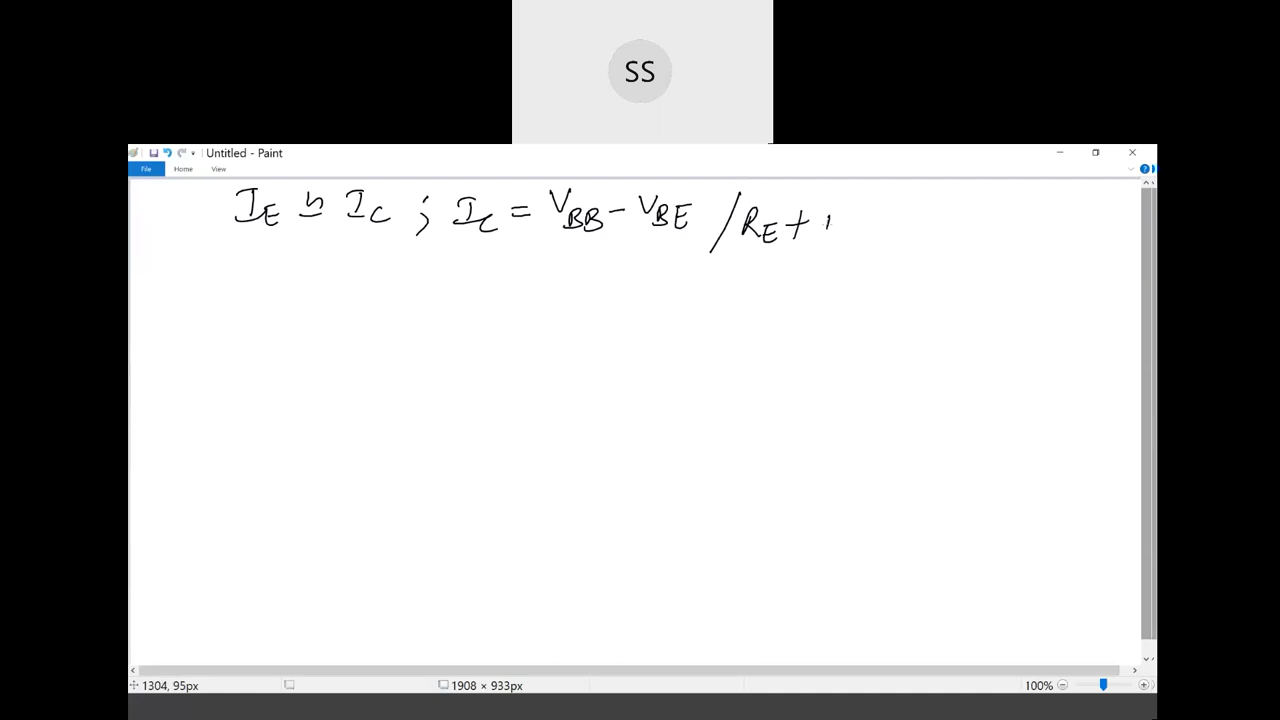 SS
Untitled - Paint
File Home View
I_E ≃ I_C ; I_C = V_BB - V_BE / R_E +
1304, 95px 1908 × 933px 100%